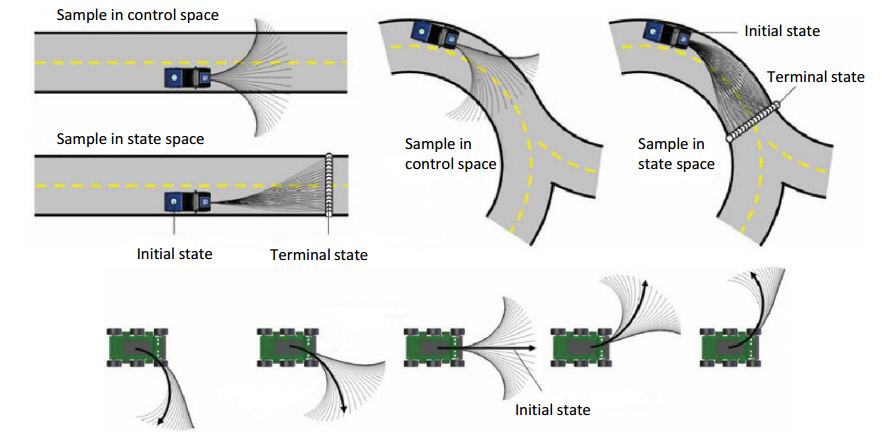 Sample in control space
Sample in state space
Initial state
Terminal state
Sample in
control space
Initial state
Terminal state
Sample in
state space
Initial state